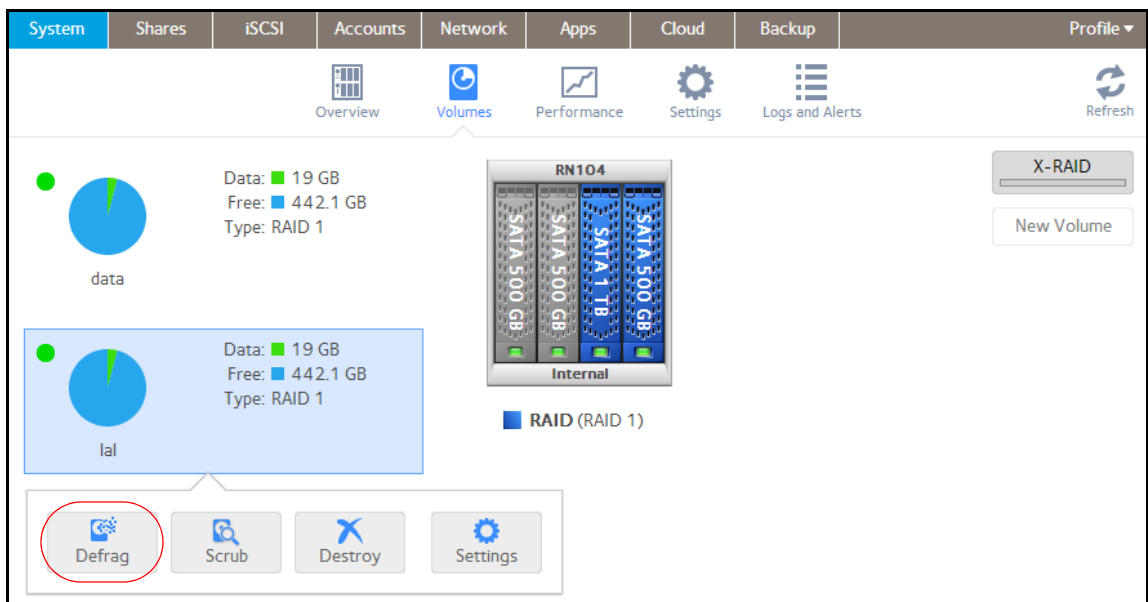 System Shares iSCSI Accounts Network Apps Cloud Backup Profile
Overview Volumes Performance Settings Logs and Alerts Refresh
Data: 19 GB
Free: 442.1 GB
Type: RAID 1
data
RN104
SATA 500 GB
SATA 500 GB
SATA 1 TB
SATA 500 GB
Internal
X-RAID
New Volume
Data: 19 GB
Free: 442.1 GB
Type: RAID 1
lal
RAID (RAID 1)
Defrag Scrub Destroy Settings